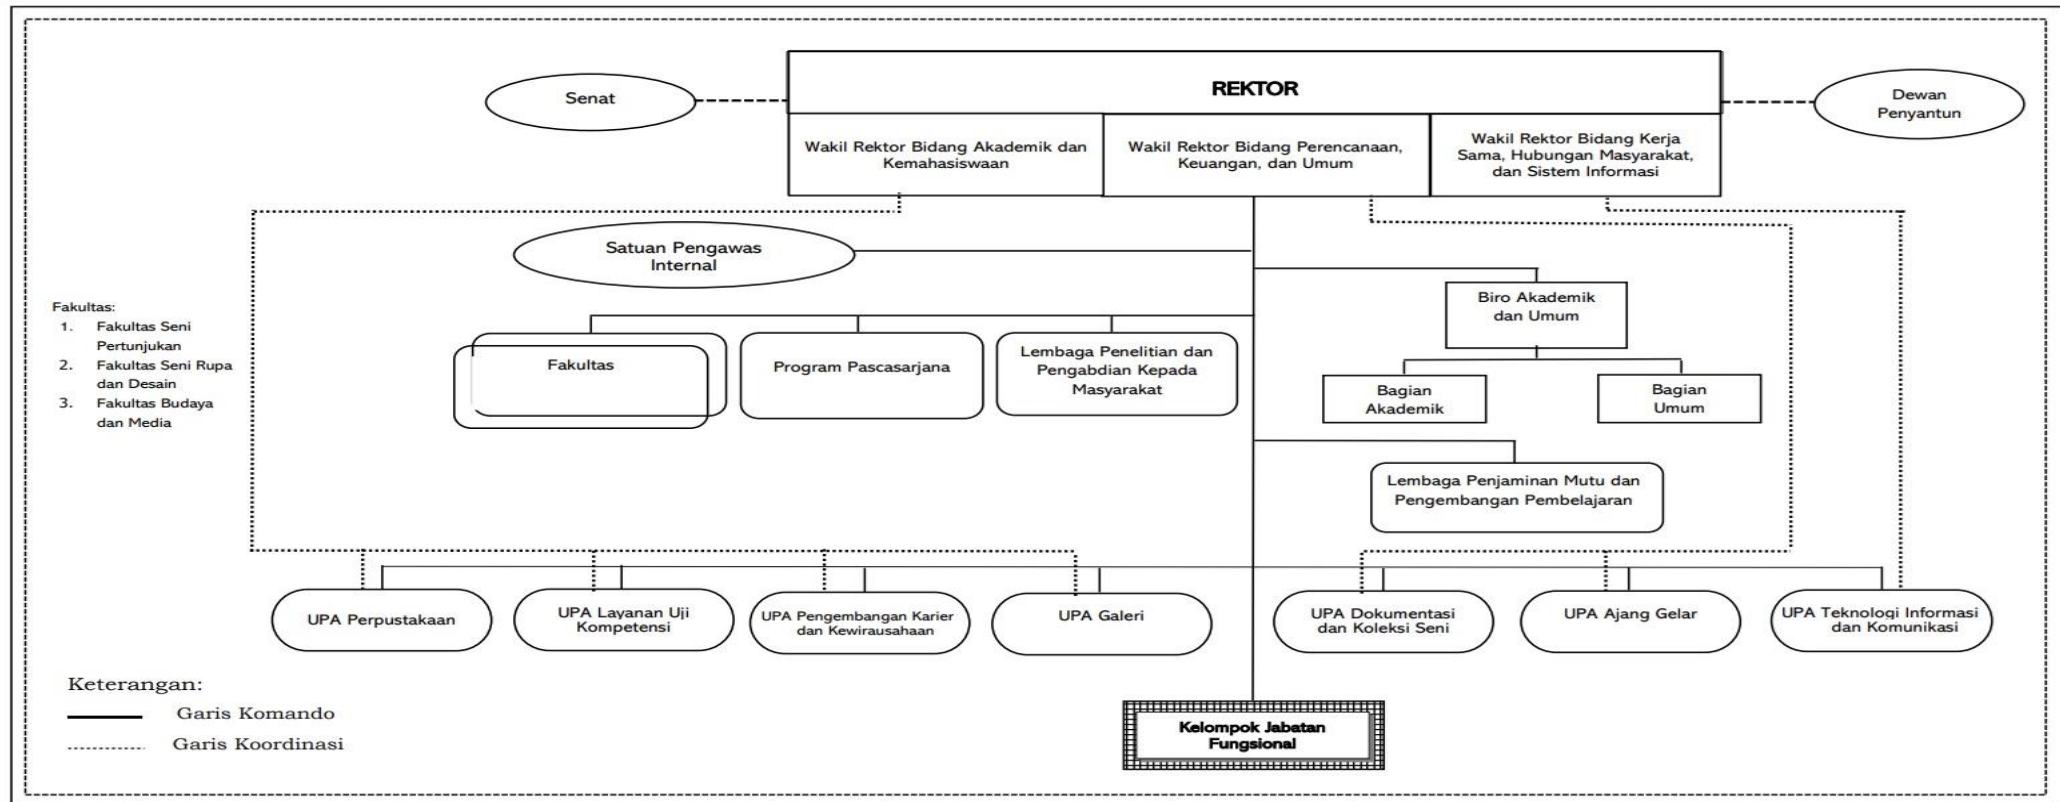 REKTOR
Senat
Dewan
Penyantun
Wakil Rektor Bidang Akademik dan
Kemahasiswaan
Wakil Rektor Bidang Perencanaan,
Keuangan, dan Umum
Wakil Rektor Bidang Kerja
Sama, Hubungan Masyarakat,
dan Sistem Informasi
Satuan Pengawas
Internal
Fakultas:
1. Fakultas Seni
Pertunjukan
2. Fakultas Seni Rupa
dan Desain
3. Fakultas Budaya
dan Media
Biro Akademik
dan Umum
Fakultas
Program Pascasarjana
Lembaga Penelitian dan
Pengabdian Kepada
Masyarakat
Bagian
Akademik
Bagian
Umum
Lembaga Penjaminan Mutu dan
Pengembangan Pembelajaran
UPA Perpustakaan
UPA Layanan Uji
Kompetensi
UPA Pengembangan Karier
dan Kewirausahaan
UPA Galeri
UPA Dokumentasi
dan Koleksi Seni
UPA Ajang Gelar
UPA Teknologi Informasi
dan Komunikasi
Keterangan:
Garis Komando
Garis Koordinasi
Kelompok Jabatan
Fungsional